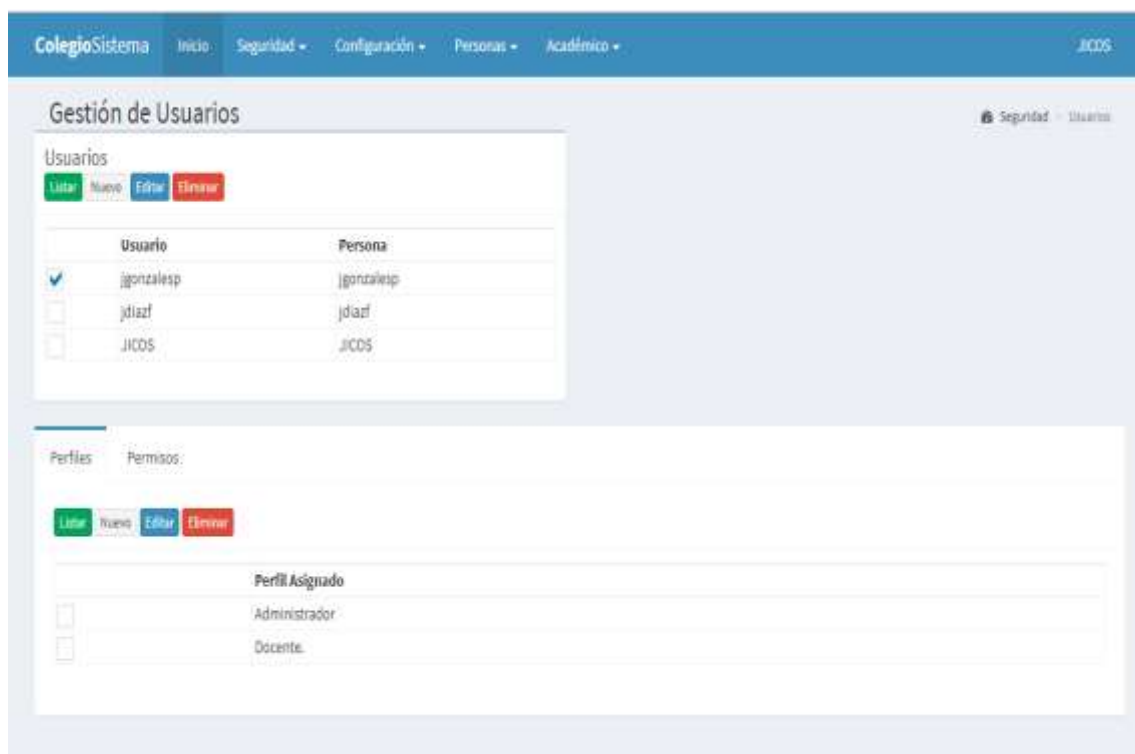 ColegioSistema Inicio Seguridad Configuración Personas Académico JICOS
Gestión de Usuarios
Seguridad Usuarios
Usuarios
Listar Nuevo Editar Eliminar
Usuario Persona
jgonzalesp jgonzalesp
jdiazf jdiazf
JICOS JICOS
Perfiles Permisos
Listar Nuevo Editar Eliminar
Perfil Asignado
Administrador
Docente.